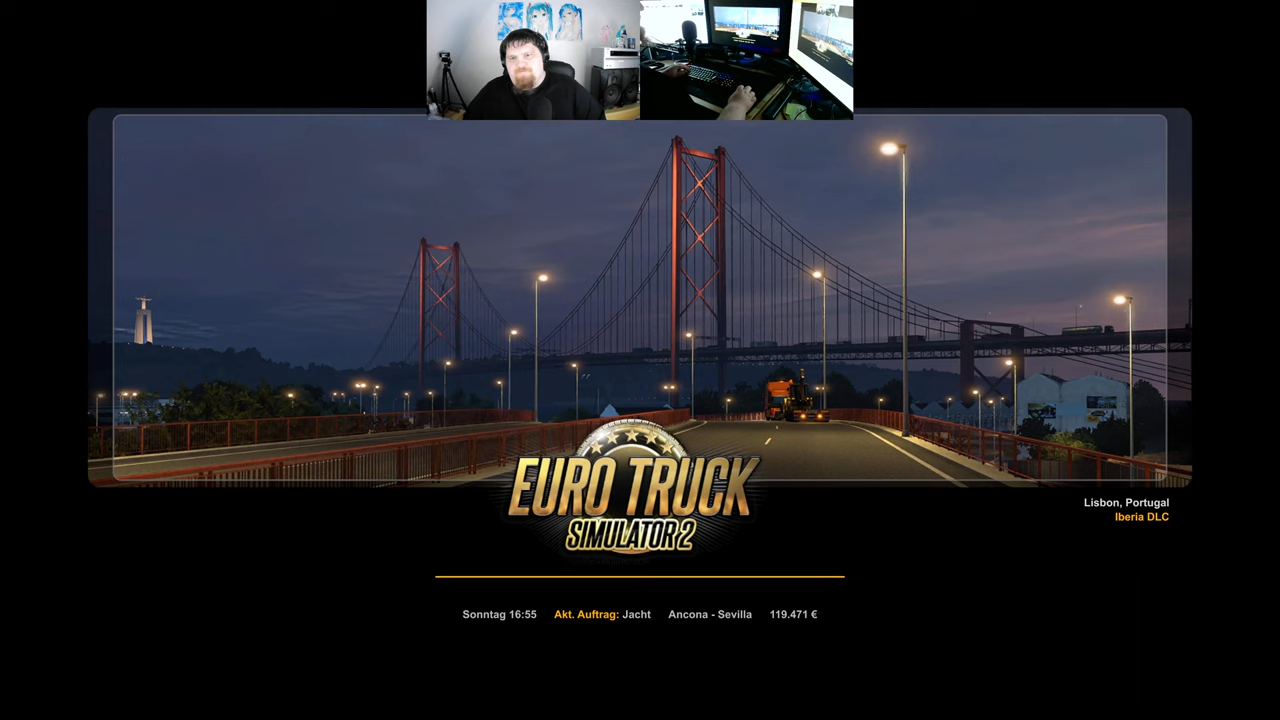 EURO TRUCK
SIMULATOR 2
Lisbon, Portugal
Iberia DLC
Sonntag 16:55 Akt. Auftrag: Jacht Ancona - Sevilla 119.471 €